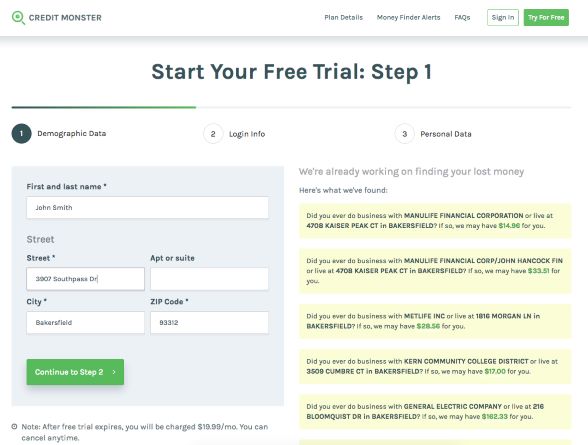 CREDIT MONSTER
Plan Details Money Finder Alerts FAQs Sign In Try For Free
Start Your Free Trial: Step 1
1 Demographic Data
2 Login Info
3 Personal Data
First and last name *
John Smith
Street
Street * Apt or suite
3907 Southpass Dr
City * ZIP Code *
Bakersfield 93312
Continue to Step 2 >
Note: After free trial expires, you will be charged $19.99/mo. You can
cancel anytime.
We're already working on finding your lost money
Here's what we've found:
Did you ever do business with MANULIFE FINANCIAL CORPORATION or live at
4708 KAISER PEAK CT in BAKERSFIELD? If so, we may have $14.96 for you.
Did you ever do business with MANULIFE FINANCIAL CORP/JOHN HANCOCK FIN
or live at 4708 KAISER PEAK CT in BAKERSFIELD? If so, we may have $33.51 for
you.
Did you ever do business with METLIFE INC or live at 1816 MORGAN LN in
BAKERSFIELD? If so, we may have $28.56 for you.
Did you ever do business with KERN COMMUNITY COLLEGE DISTRICT or live at
3509 CUMBRE CT in BAKERSFIELD? If so, we may have $17.00 for you.
Did you ever do business with GENERAL ELECTRIC COMPANY or live at 216
BLOOMQUIST DR in BAKERSFIELD? If so, we may have $162.33 for you.